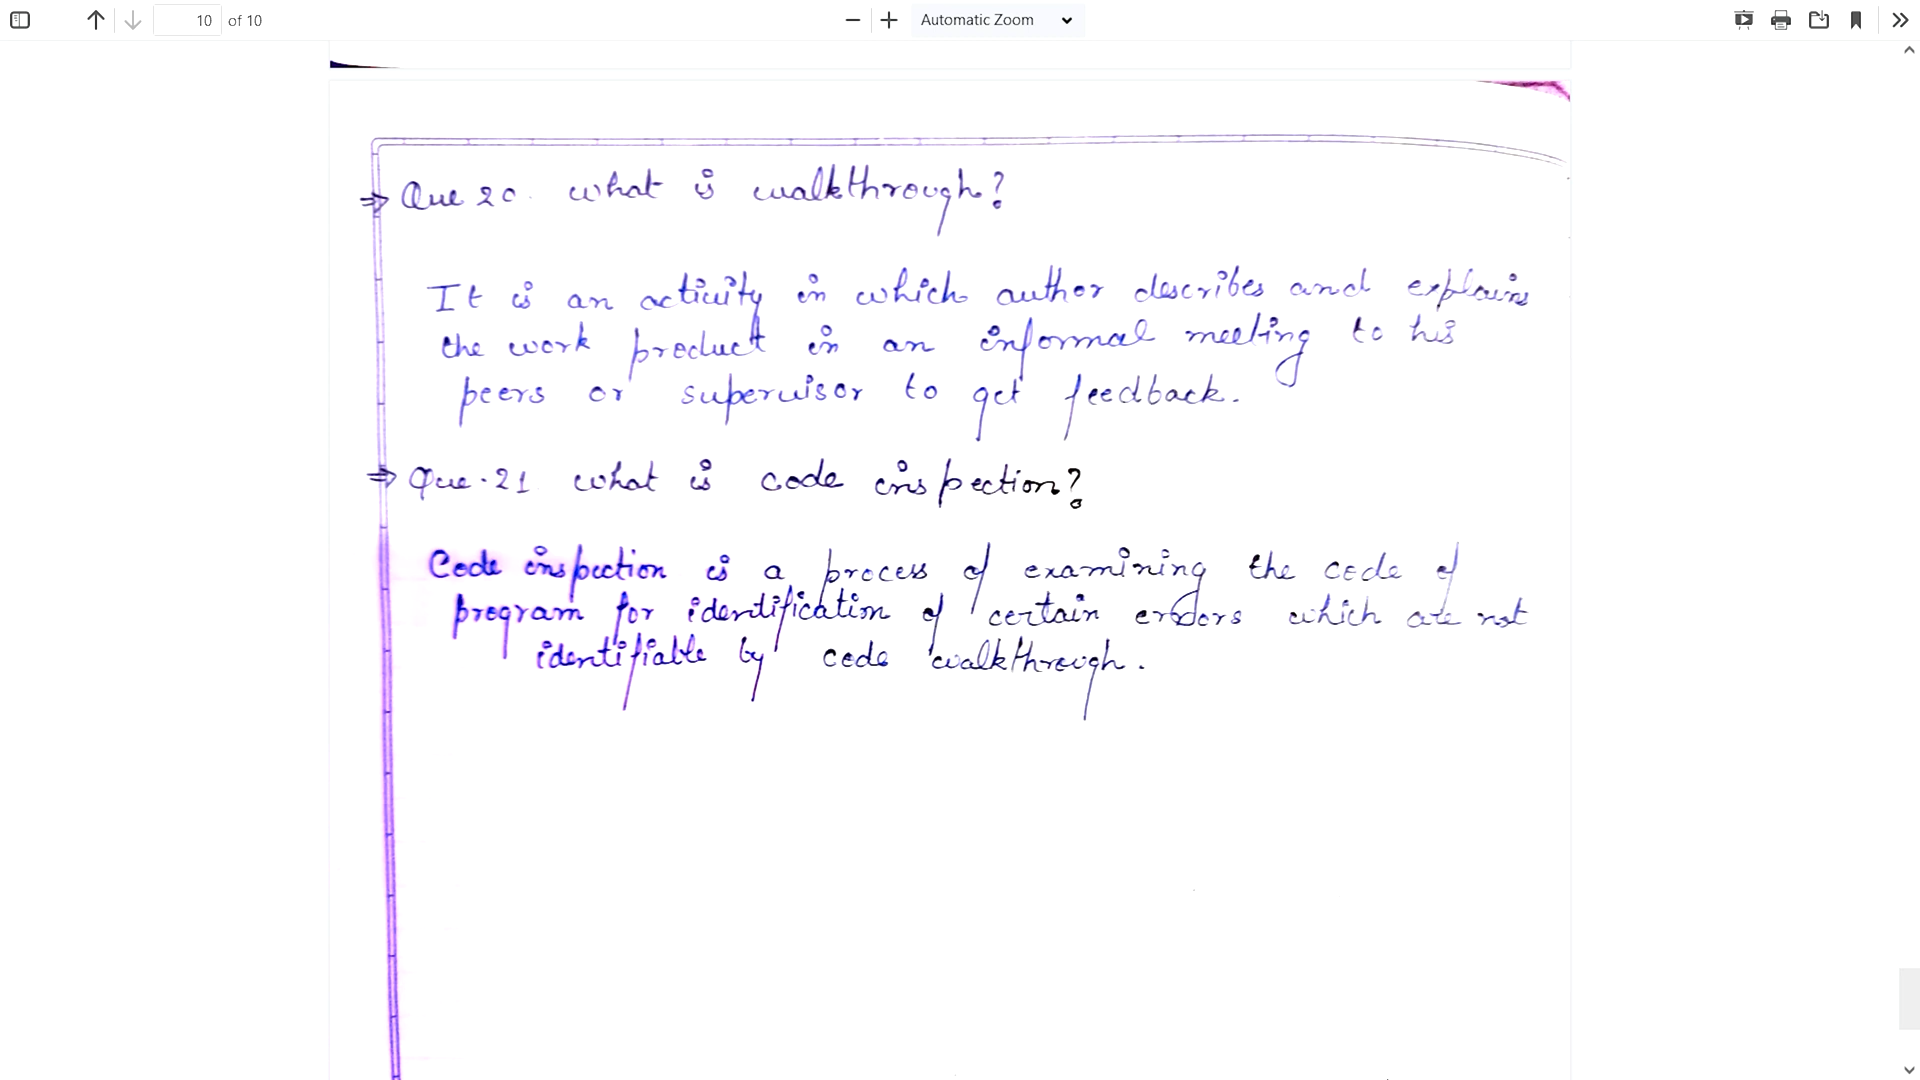 10 of 10
Automatic Zoom
⇒ Que 20. what is walkthrough?
It is an activity in which author describes and explains
the work product in an informal meeting to his
peers or supervisor to get feedback.
⇒ Que. 21 what is code inspection?
Code inspection is a process of examining the code of
program for identification of certain errors which are not
identifiable by code walkthrough.